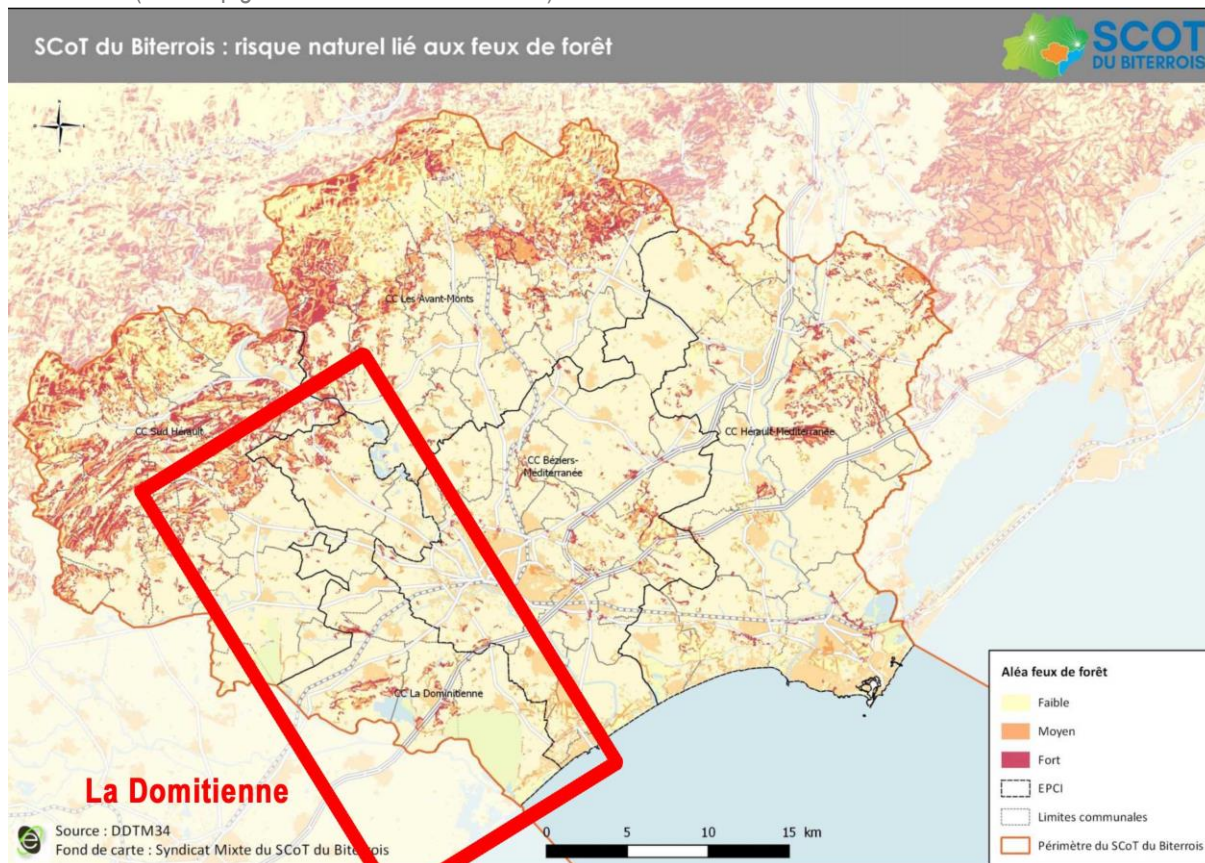 SCoT du Biterrois : risque naturel lié aux feux de forêt
SCOT
DU BITERROIS
CC Les Avant-Monts
CC Sud Hérault
CC Béziers-
Méditerranée
CC Hérault-Méditerranée
CC La Dominitienne
La Domitienne
Source : DDTM34
Fond de carte : Syndicat Mixte du SCoT du Biterrois
0 5 10 15 km
Aléa feux de forêt
Faible
Moyen
Fort
EPCI
Limites communales
Périmètre du SCoT du Biterrois